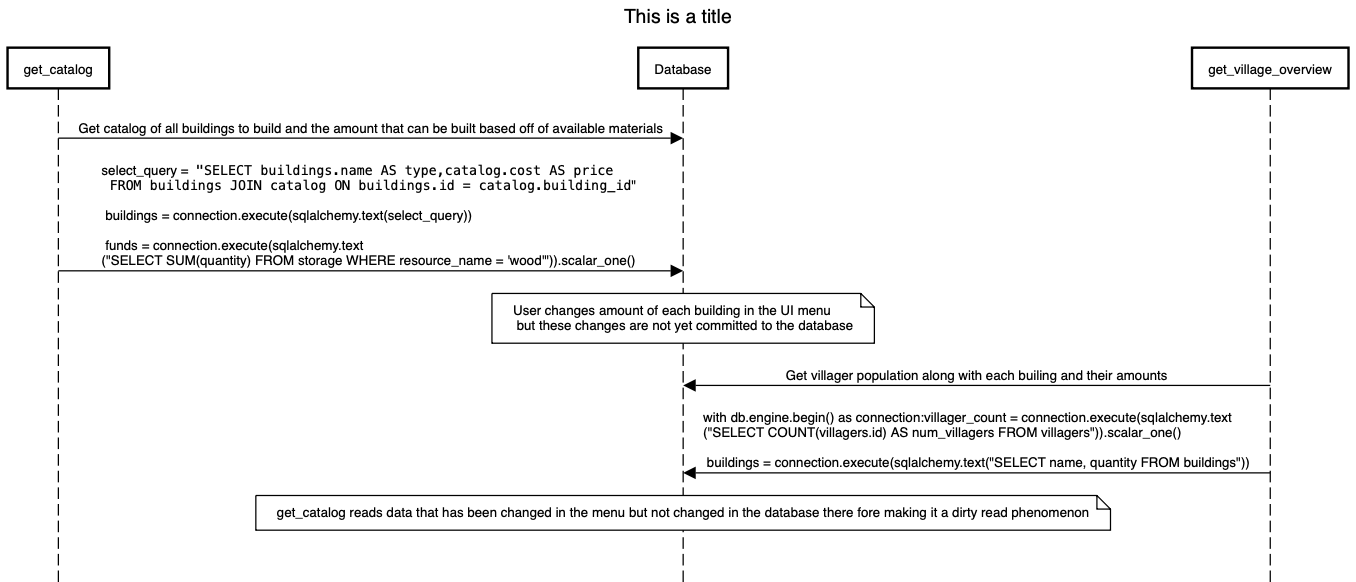 This is a title
get_catalog
Database
get_village_overview
Get catalog of all buildings to build and the amount that can be built based off of available materials
select_query = "SELECT buildings.name AS type,catalog.cost AS price
FROM buildings JOIN catalog ON buildings.id = catalog.building_id"
buildings = connection.execute(sqlalchemy.text(select_query))
funds = connection.execute(sqlalchemy.text
("SELECT SUM(quantity) FROM storage WHERE resource_name = 'wood'")).scalar_one()
User changes amount of each building in the UI menu
but these changes are not yet committed to the database
Get villager population along with each builing and their amounts
with db.engine.begin() as connection:villager_count = connection.execute(sqlalchemy.text
("SELECT COUNT(villagers.id) AS num_villagers FROM villagers")).scalar_one()
buildings = connection.execute(sqlalchemy.text("SELECT name, quantity FROM buildings"))
get_catalog reads data that has been changed in the menu but not changed in the database there fore making it a dirty read phenomenon